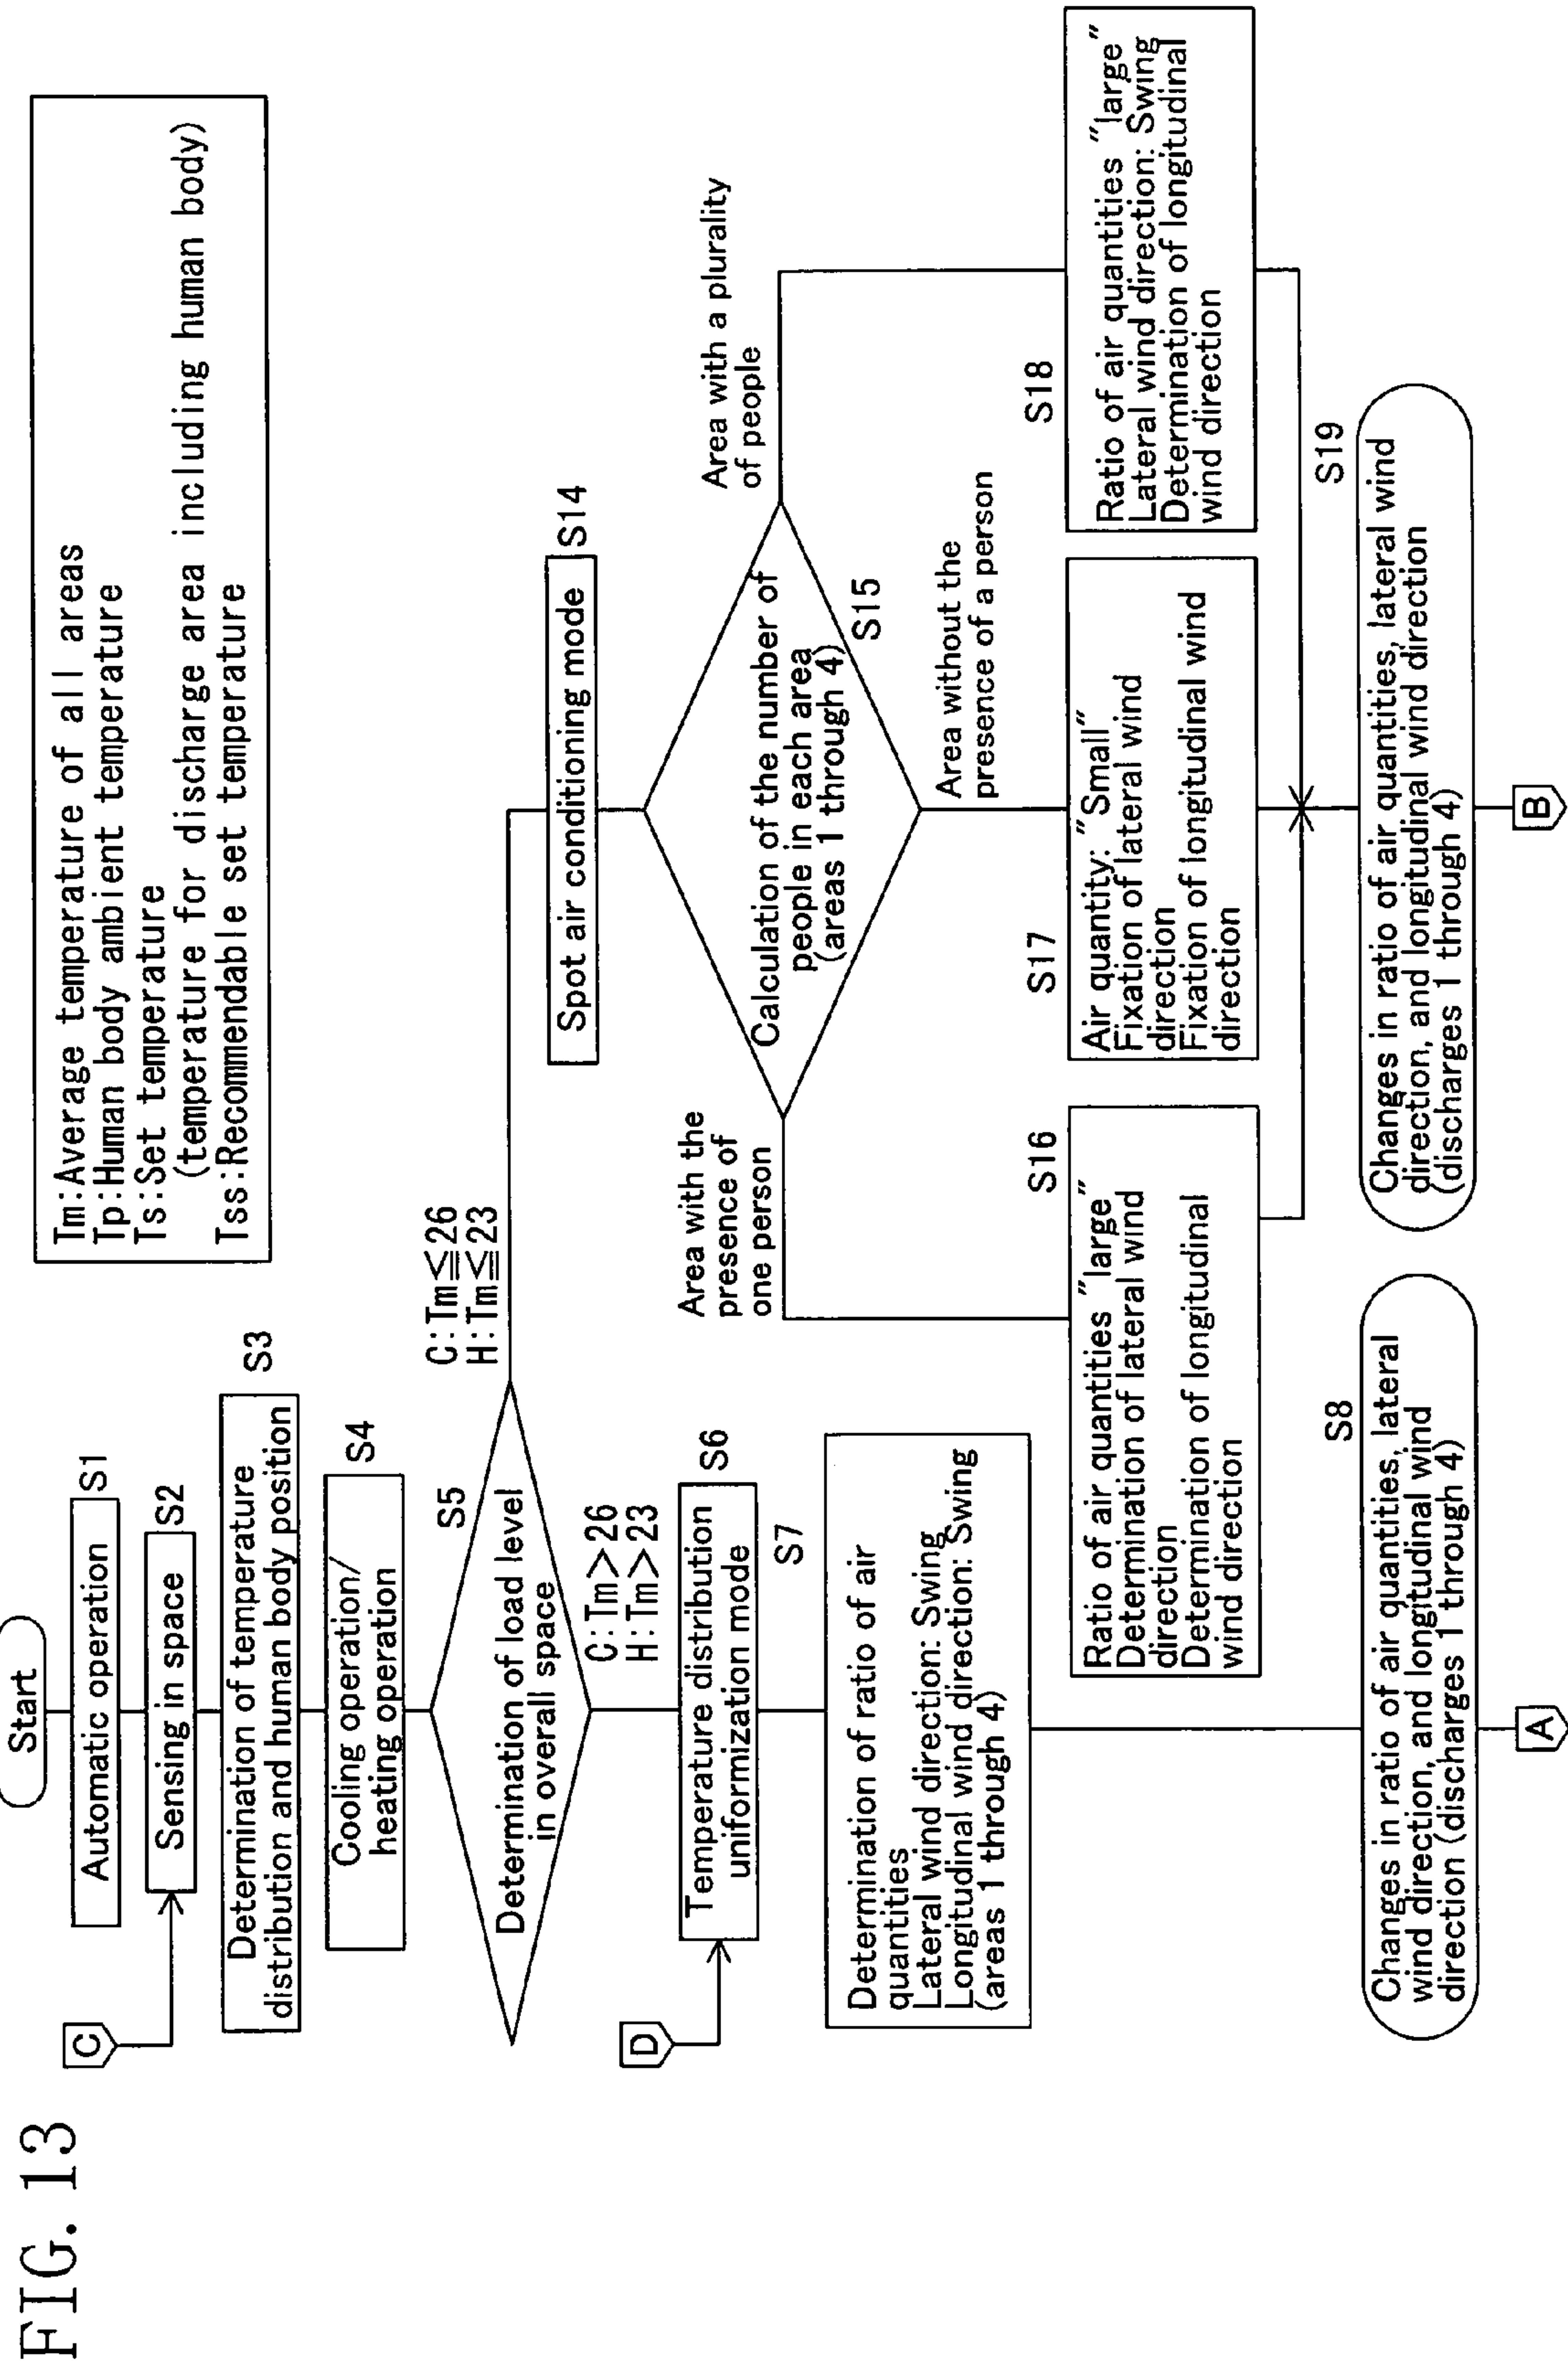 FIG. 13
Tm:Average temperature of all areas
Tp:Human body ambient temperature
Ts:Set temperature
(temperature for discharge area including human body)
Tss:Recommendable set temperature
Start
Automatic operation
S1
C
Sensing in space
S2
Determination of temperature
distribution and human body position
S3
Cooling operation/
heating operation
S4
Determination of load level
in overall space
S5
C:Tm≦26
H:Tm≦23
C:Tm>26
H:Tm>23
D
Temperature distribution
uniformization mode
S6
S7
Determination of ratio of air
quantities
Lateral wind direction: Swing
Longitudinal wind direction: Swing
(areas 1 through 4)
S8
Changes in ratio of air quantities, lateral
wind direction, and longitudinal wind
direction (discharges 1 through 4)
A
Spot air conditioning mode
S14
Calculation of the number of
people in each area
(areas 1 through 4)
S15
Area with the
presence of
one person
Area without the
presence of a person
Area with a plurality
of people
S16
Ratio of air quantities "large"
Determination of lateral wind
direction
Determination of longitudinal
wind direction
S17
Air quantity: "Small"
Fixation of lateral wind
direction
Fixation of longitudinal wind
direction
S18
Ratio of air quantities "large"
Lateral wind direction: Swing
Determination of longitudinal
wind direction
S19
Changes in ratio of air quantities, lateral wind
direction, and longitudinal wind direction
(discharges 1 through 4)
B